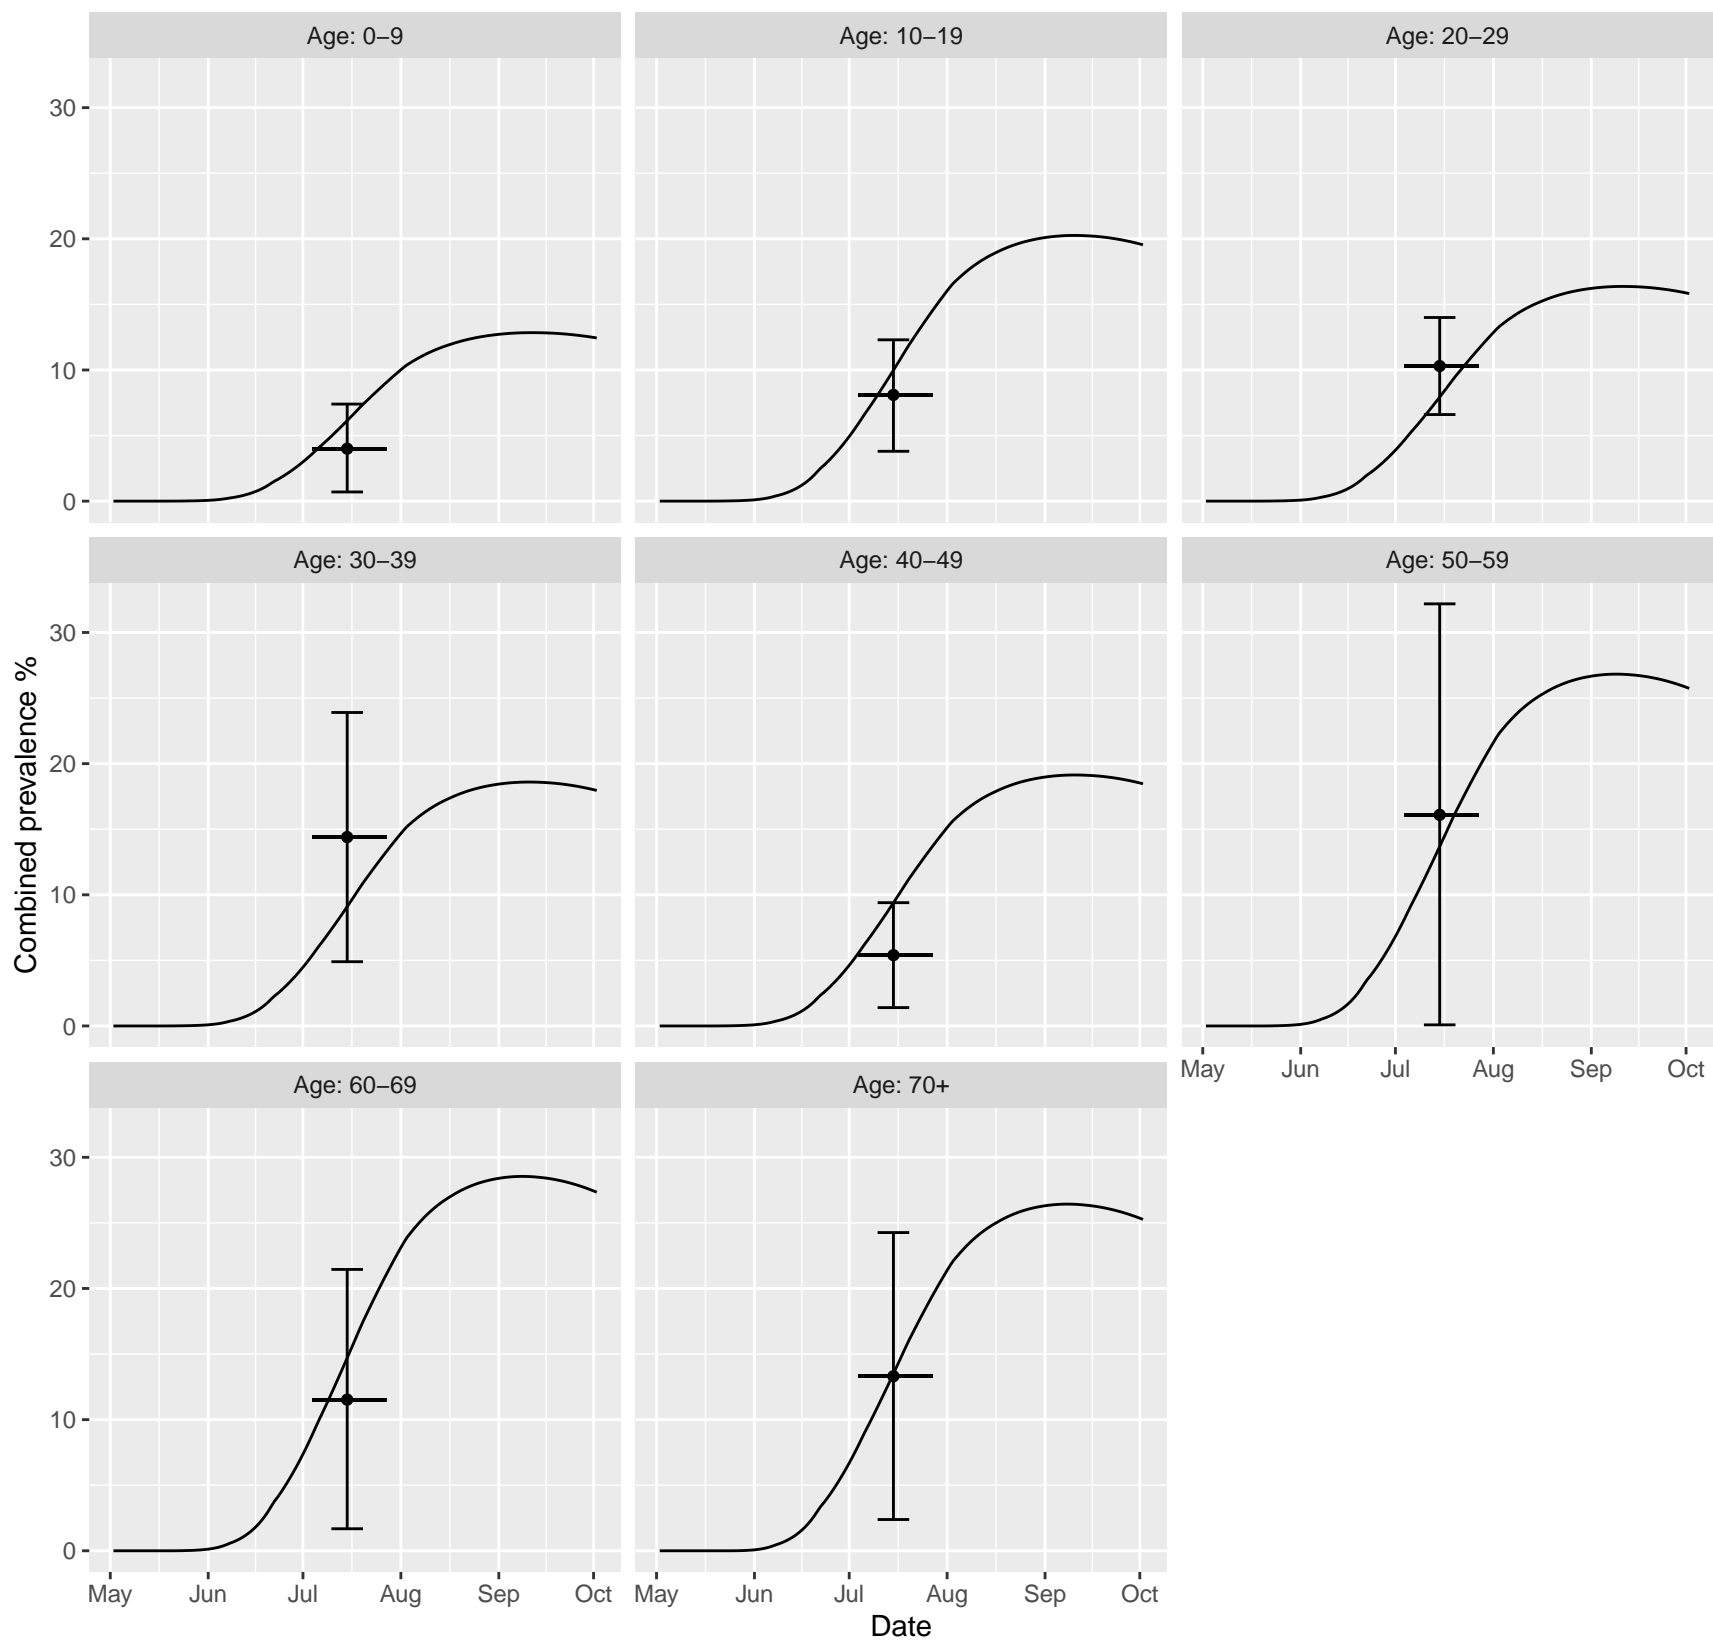 Age: 0–9
Age: 10–19
Age: 20–29
30
20
10
0
Age: 30–39
Age: 40–49
Age: 50–59
30
20
10
0
May Jun Jul Aug Sep Oct
Age: 60–69
Age: 70+
30
20
10
0
May Jun Jul Aug Sep Oct
May Jun Jul Aug Sep Oct
Date
Combined prevalence %